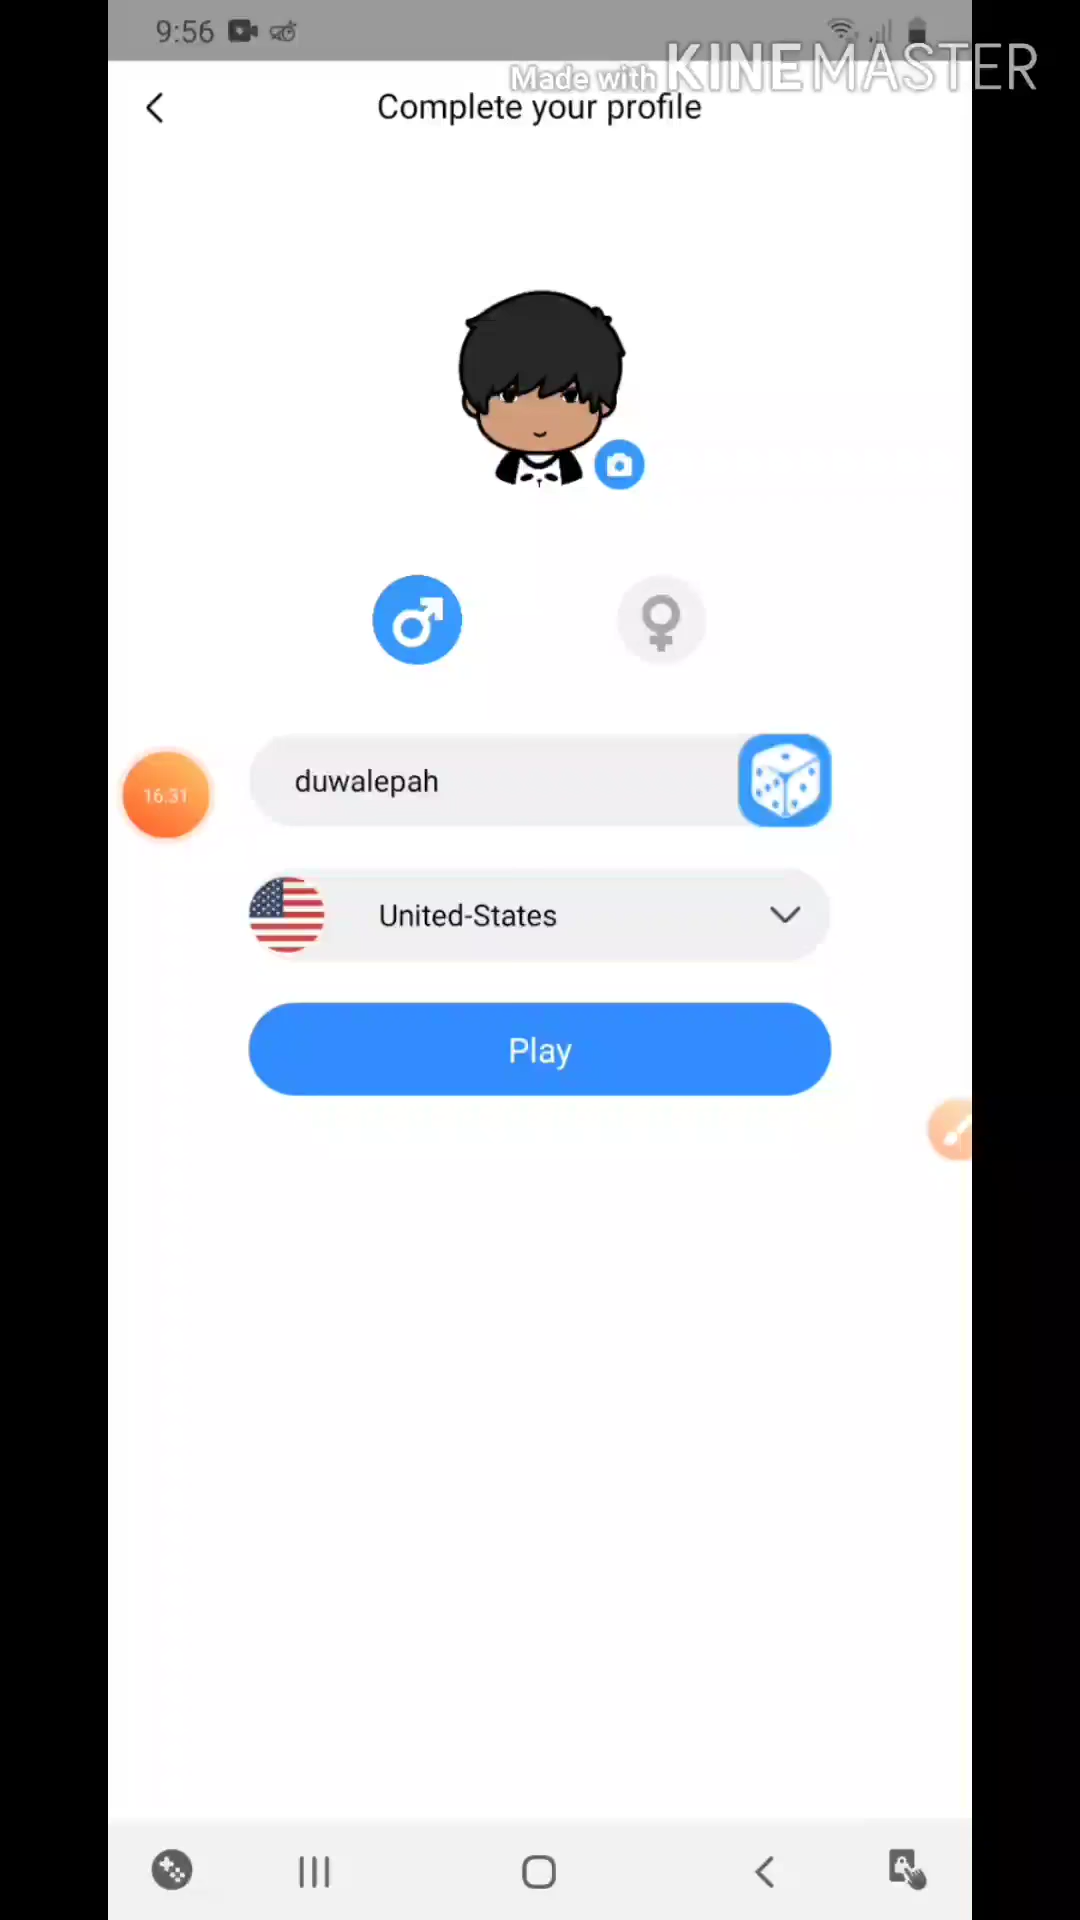 9:56
Made with KINEMASTER
Complete your profile
16:31
duwalepah
United-States
Play